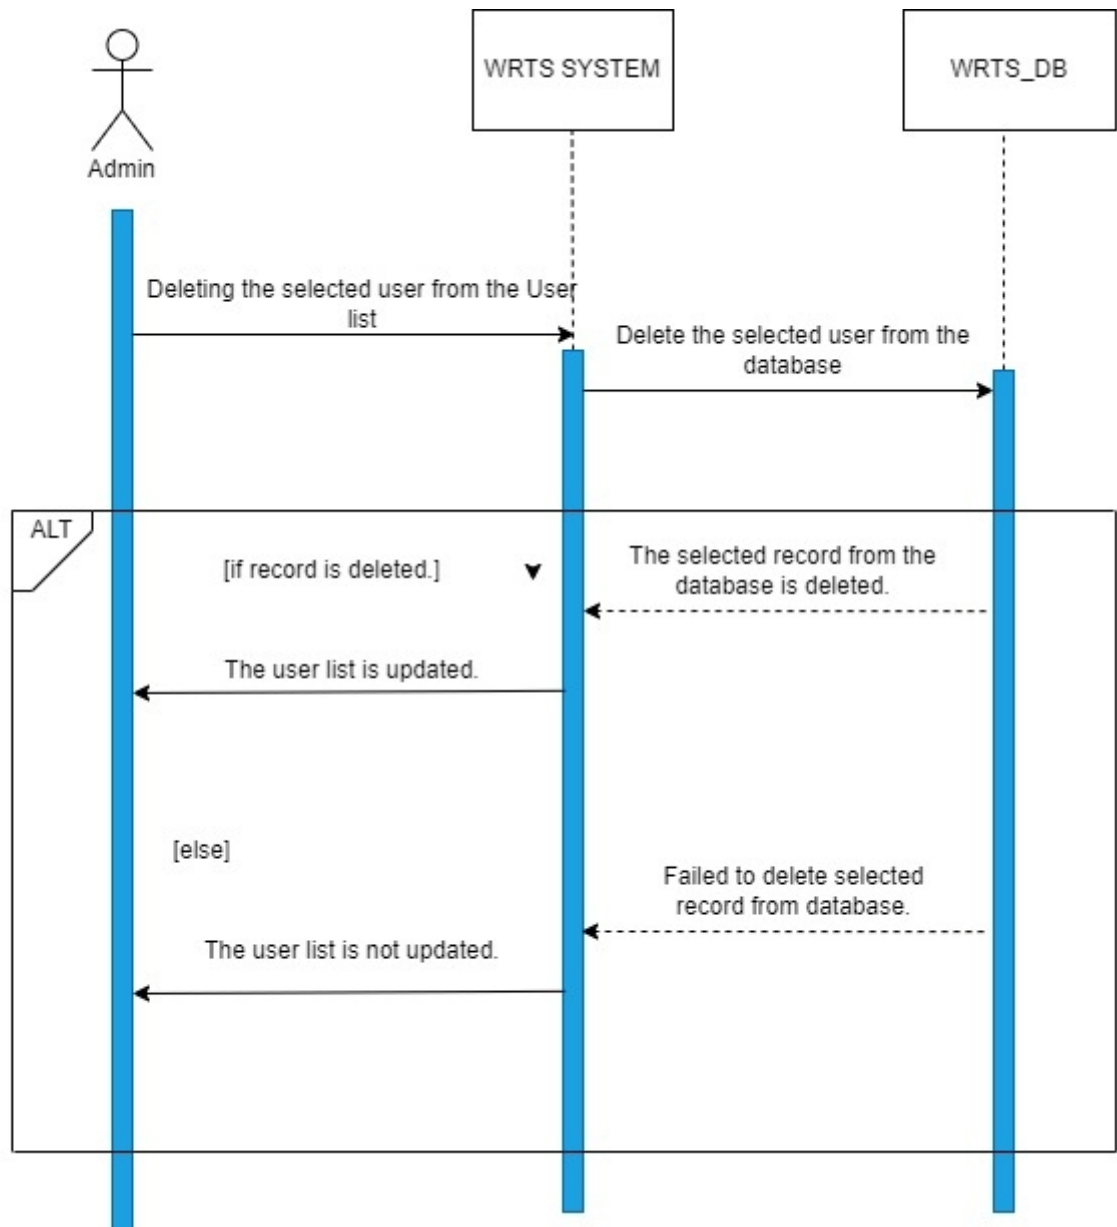 WRTS SYSTEM
WRTS_DB
Admin
Deleting the selected user from the User
list
Delete the selected user from the
database
ALT
[if record is deleted.]
The selected record from the
database is deleted.
The user list is updated.
[else]
Failed to delete selected
record from database.
The user list is not updated.